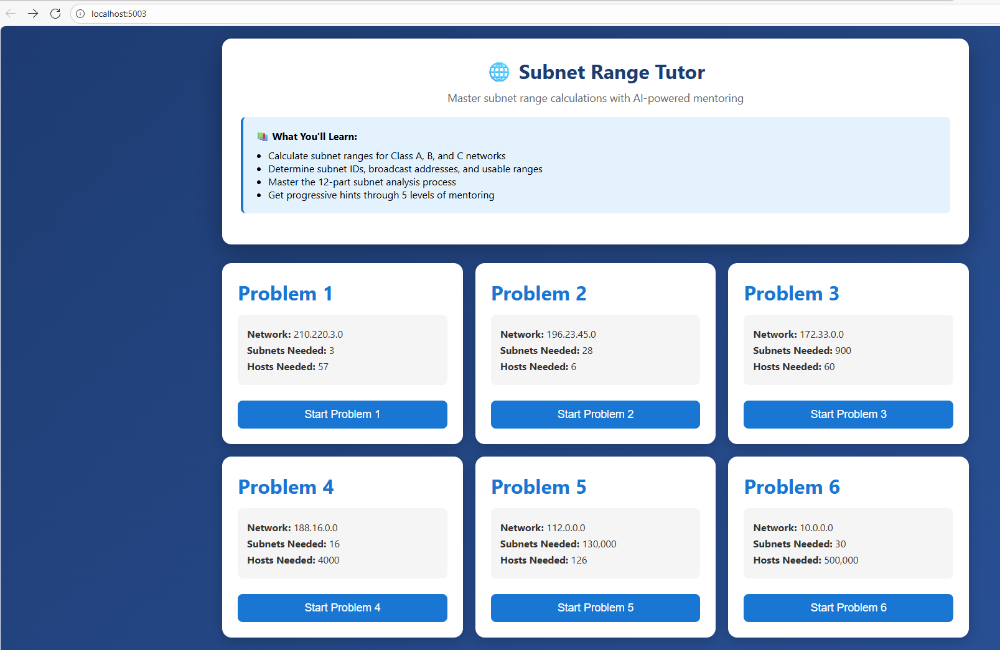 localhost:5003
Subnet Range Tutor
Master subnet range calculations with AI-powered mentoring
What You'll Learn:
Calculate subnet ranges for Class A, B, and C networks
Determine subnet IDs, broadcast addresses, and usable ranges
Master the 12-part subnet analysis process
Get progressive hints through 5 levels of mentoring
Problem 1
Network: 210.220.3.0
Subnets Needed: 3
Hosts Needed: 57
Start Problem 1
Problem 2
Network: 196.23.45.0
Subnets Needed: 28
Hosts Needed: 6
Start Problem 2
Problem 3
Network: 172.33.0.0
Subnets Needed: 900
Hosts Needed: 60
Start Problem 3
Problem 4
Network: 188.16.0.0
Subnets Needed: 16
Hosts Needed: 4000
Start Problem 4
Problem 5
Network: 112.0.0.0
Subnets Needed: 130,000
Hosts Needed: 126
Start Problem 5
Problem 6
Network: 10.0.0.0
Subnets Needed: 30
Hosts Needed: 500,000
Start Problem 6